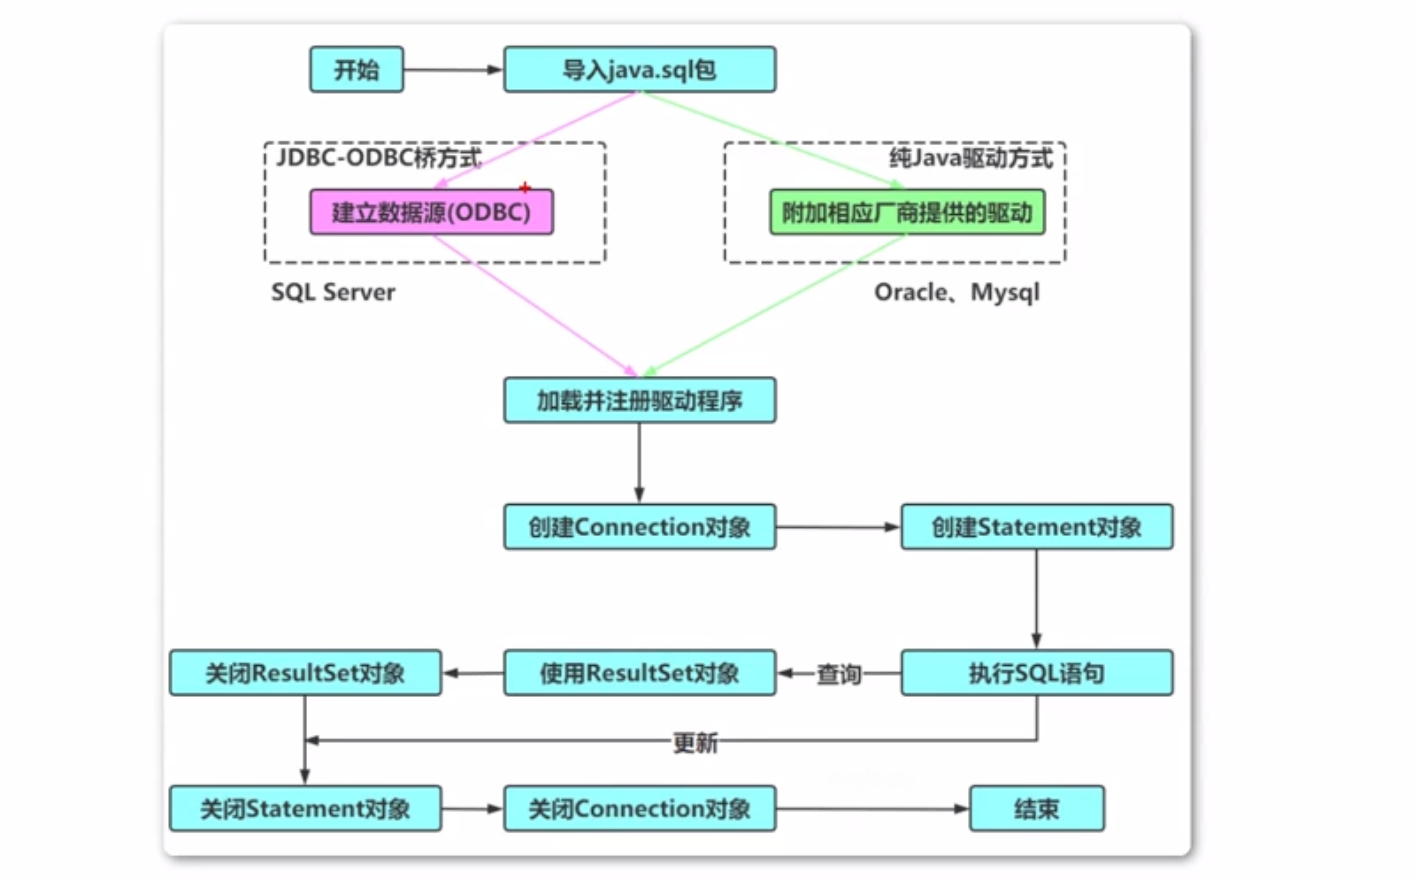 开始
导入java.sql包
JDBC-ODBC桥方式
纯Java驱动方式
建立数据源(ODBC)
附加相应厂商提供的驱动
SQL Server
Oracle、Mysql
加载并注册驱动程序
创建Connection对象
创建Statement对象
关闭ResultSet对象
使用ResultSet对象
查询
执行SQL语句
更新
关闭Statement对象
关闭Connection对象
结束